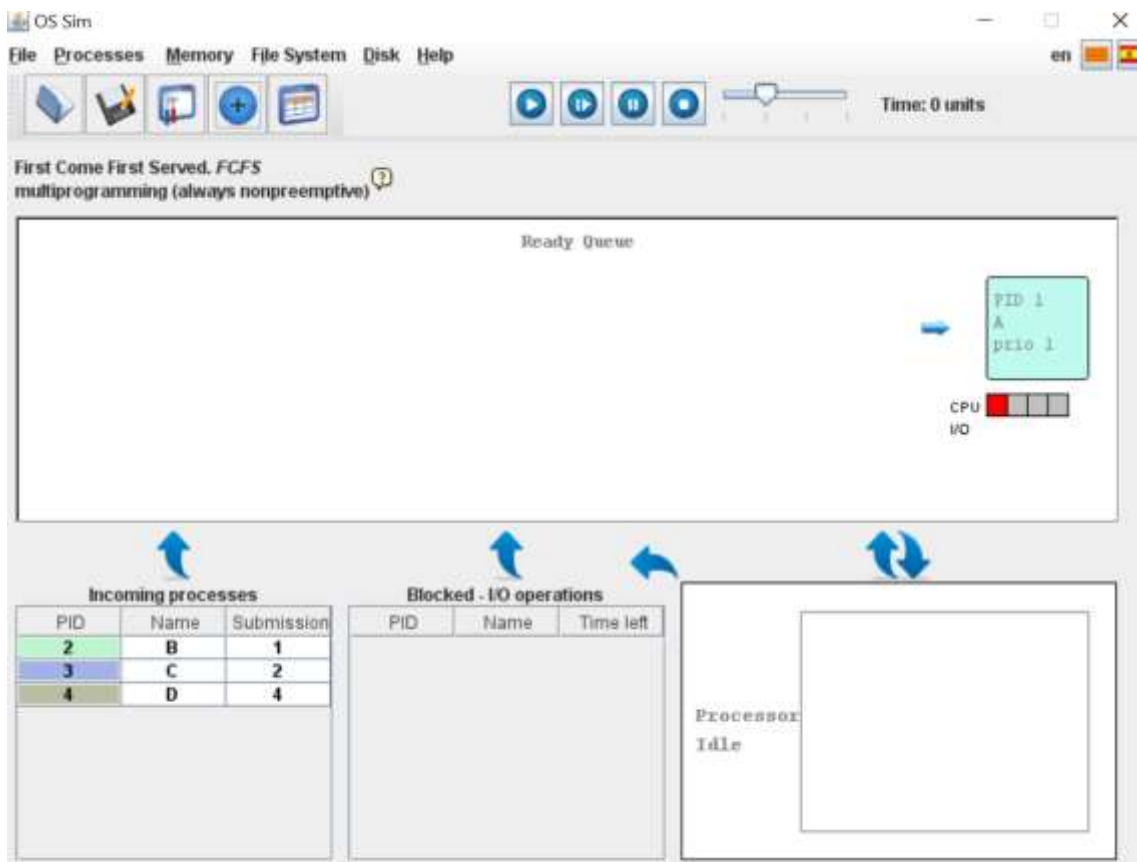 OS Sim
File Processes Memory File System Disk Help
en
Time: 0 units
First Come First Served. FCFS
multiprogramming (always nonpreemptive)
?
Ready Queue
PID 1
A
prio 1
CPU
I/O
Incoming processes
PID Name Submission
2 B 1
3 C 2
4 D 4
Blocked - I/O operations
PID Name Time left
Processor
Idle